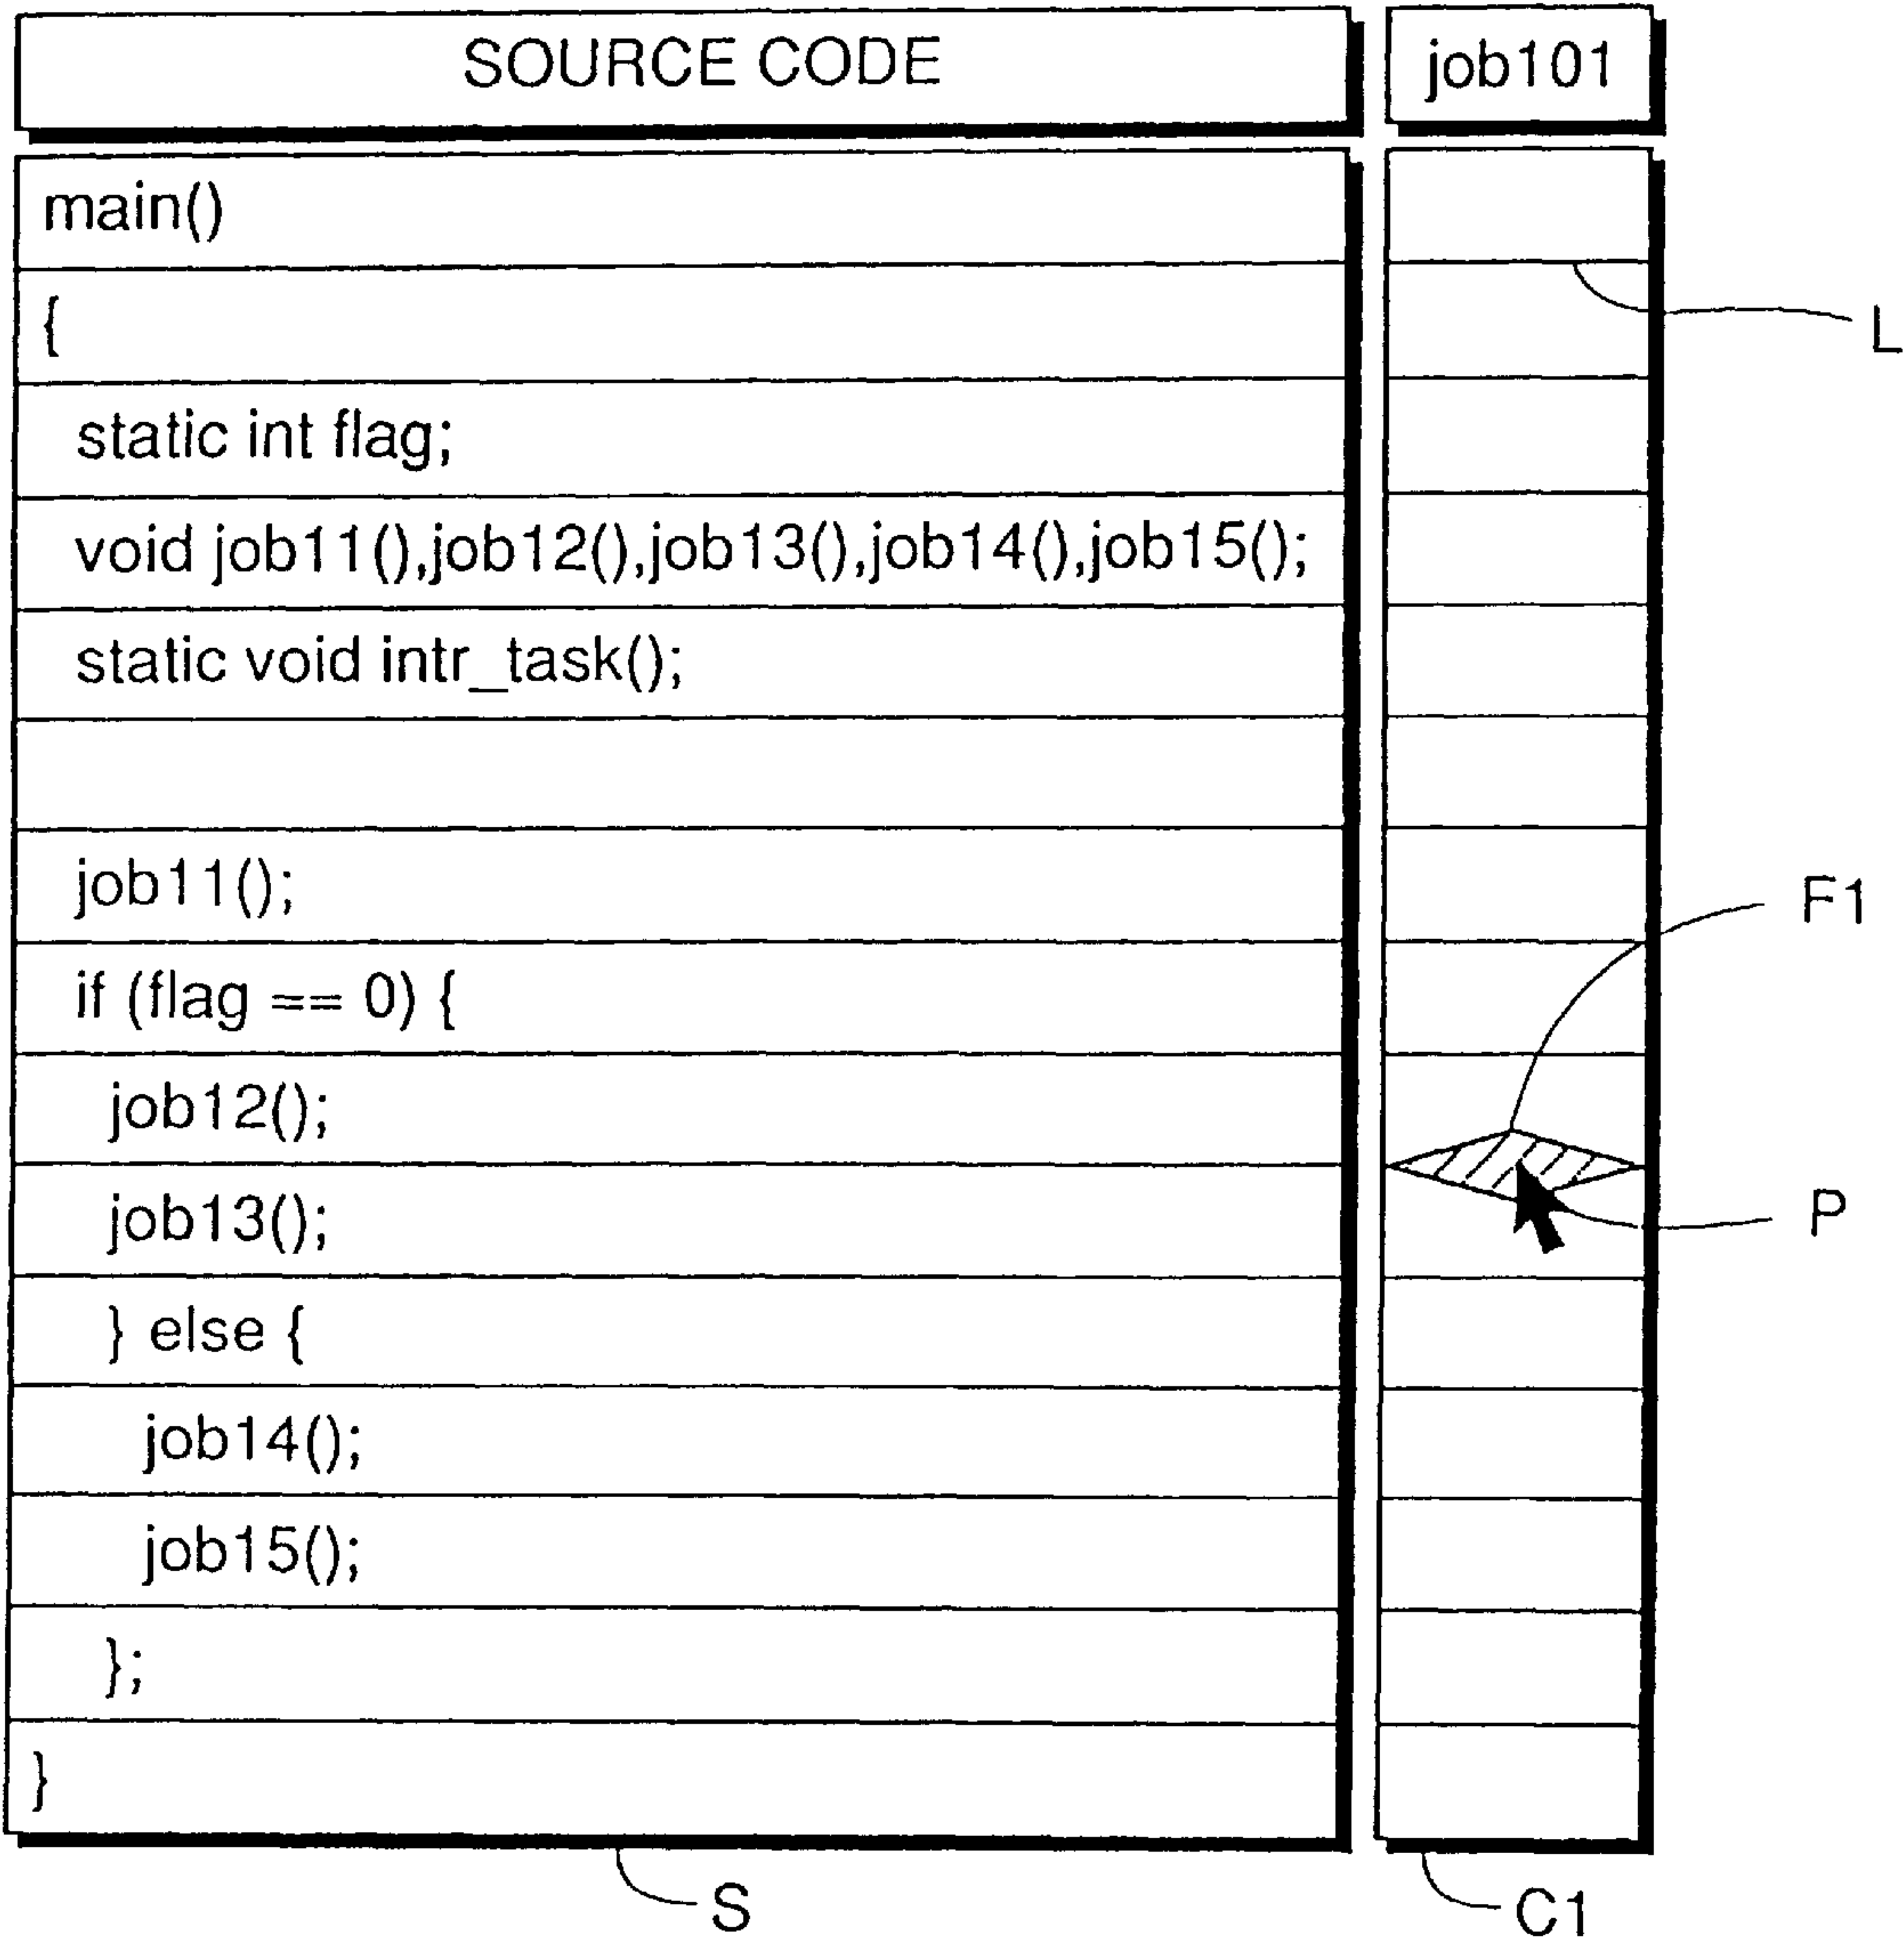 SOURCE CODE
job101
main()
{
L
static int flag;
void job11(),job12(),job13(),job14(),job15();
static void intr_task();
job11();
F1
if (flag == 0) {
job12();
job13();
P
} else {
job14();
job15();
};
}
S
C1